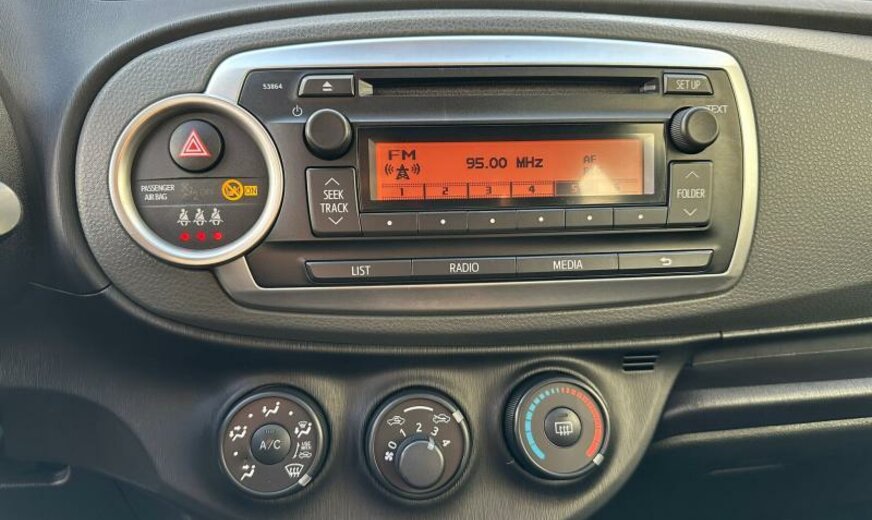 53864
SET UP
TEXT
FM
95.00 MHz
AF
1 2 3 4 5 6
PASSENGER
AIR BAG
OFF
ON
SEEK
TRACK
FOLDER
LIST RADIO MEDIA
A/C
0 1 2 3 4